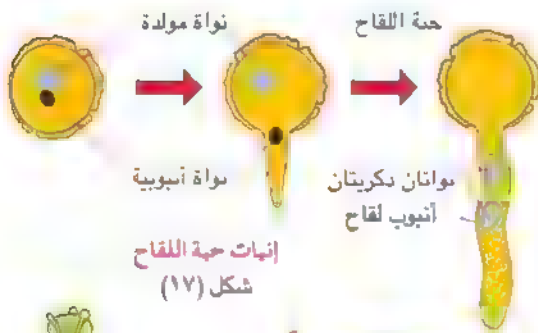 حبة اللقاح
نواة مولدة
نواة أنبوبية
نواتان ذكريتان
أنبوب لقاح
إنبات حبة اللقاح
شكل (١٧)